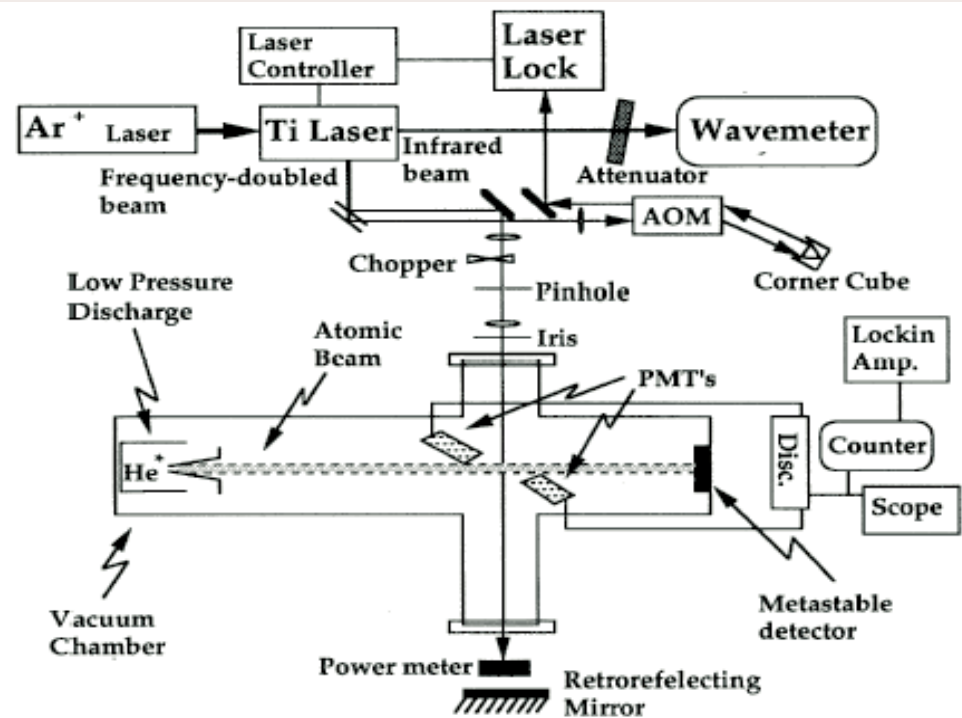 Laser
Controller
Laser
Lock
Ar+ Laser
Ti Laser
Infrared
beam
Wavemeter
Attenuator
Frequency-doubled
beam
AOM
Corner Cube
Chopper
Pinhole
Iris
Low Pressure
Discharge
Atomic
Beam
PMT's
Lockin
Amp.
Counter
Disc.
Scope
He*
Vacuum
Chamber
Metastable
detector
Power meter
Retrorefelecting
Mirror